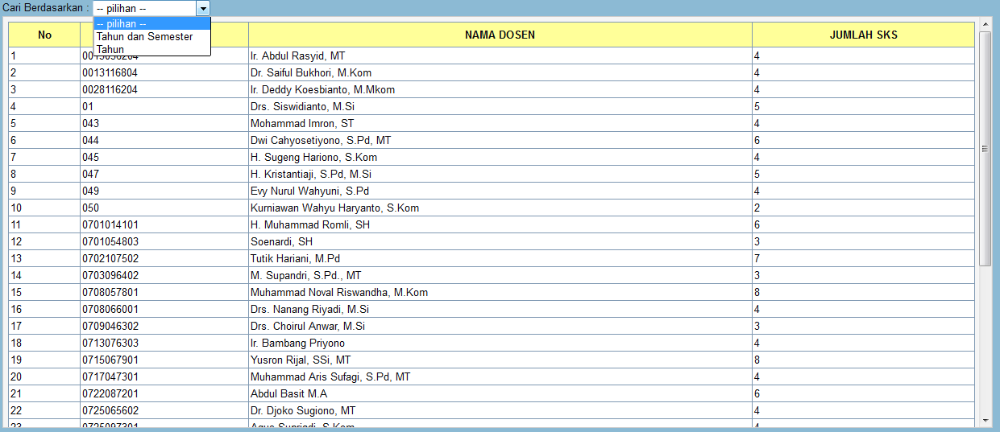 Cari Berdasarkan : -- pilihan --
-- pilihan --
Tahun dan Semester
Tahun
No NAMA DOSEN JUMLAH SKS
1 Ir. Abdul Rasyid, MT 4
2 0013116804 Dr. Saiful Bukhori, M.Kom 4
3 0028116204 Ir. Deddy Koesbianto, M.Mkom 4
4 01 Drs. Siswidianto, M.Si 5
5 043 Mohammad Imron, ST 4
6 044 Dwi Cahyosetiyono, S.Pd, MT 6
7 045 H. Sugeng Hariono, S.Kom 4
8 047 H. Kristantiaji, S.Pd, M.Si 5
9 049 Evy Nurul Wahyuni, S.Pd 4
10 050 Kurniawan Wahyu Haryanto, S.Kom 2
11 0701014101 H. Muhammad Romli, SH 6
12 0701054803 Soenardi, SH 3
13 0702107502 Tutik Hariani, M.Pd 7
14 0703096402 M. Supandri, S.Pd., MT 3
15 0708057801 Muhammad Noval Riswandha, M.Kom 8
16 0708066001 Drs. Nanang Riyadi, M.Si 4
17 0709046302 Drs. Choirul Anwar, M.Si 3
18 0713076303 Ir. Bambang Priyono 4
19 0715067901 Yusron Rijal, SSi, MT 8
20 0717047301 Muhammad Aris Sufagi, S.Pd, MT 4
21 0722087201 Abdul Basit M.A 6
22 0725065602 Dr. Djoko Sugiono, MT 4